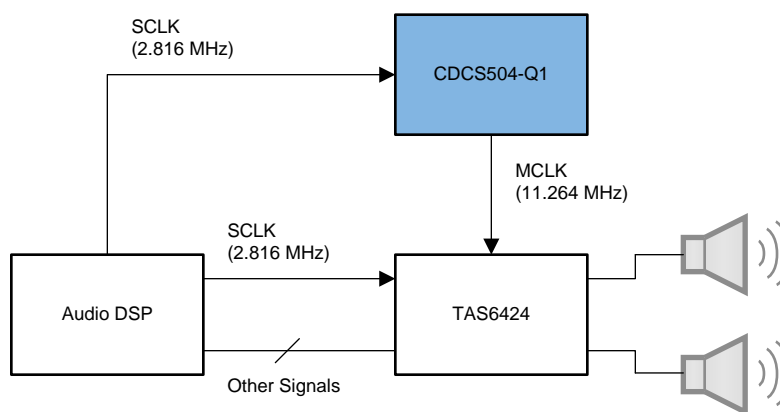 SCLK
(2.816 MHz)
CDCS504-Q1
MCLK
(11.264 MHz)
SCLK
(2.816 MHz)
Audio DSP
TAS6424
Other Signals